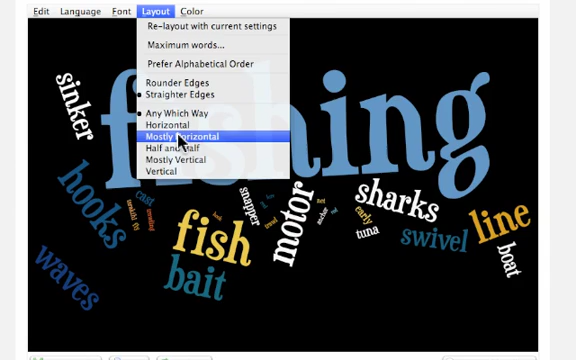 Edit Language Font Layout Color
Re-layout with current settings
Maximum words...
Prefer Alphabetical Order
Rounder Edges
Straighter Edges
Any Which Way
Horizontal
Mostly Horizontal
Half and Half
Mostly Vertical
Vertical
fishing
sinker
hooks
cast
snapper
motor
sharks
early
tuna
fish
bait
swivel
line
boat
waves